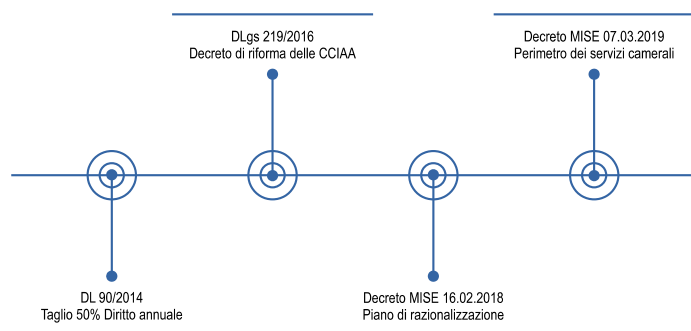 DLgs 219/2016
Decreto di riforma delle CCIAA
Decreto MISE 07.03.2019
Perimetro dei servizi camerali
DL 90/2014
Taglio 50% Diritto annuale
Decreto MISE 16.02.2018
Piano di razionalizzazione